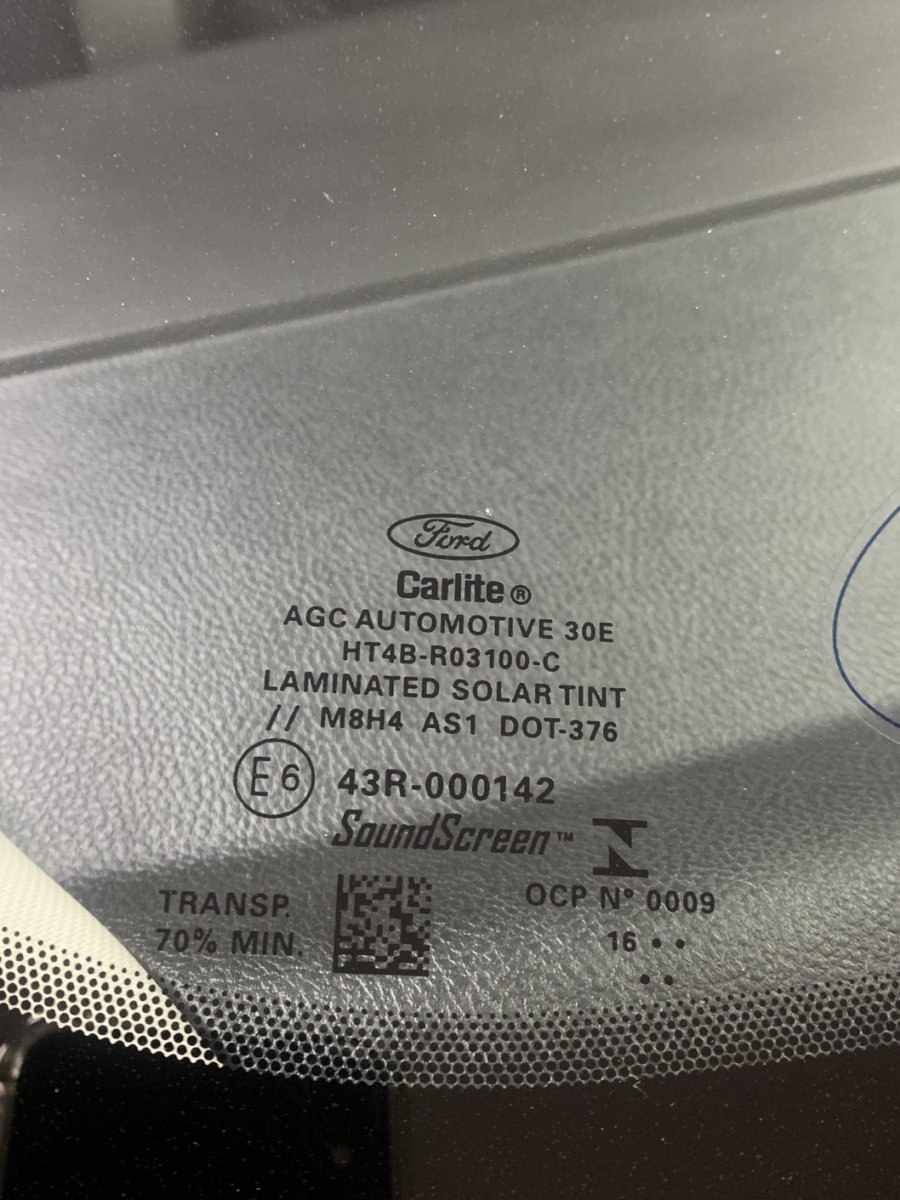 Ford
Carlite®
AGC AUTOMOTIVE 30E
HT4B-R03100-C
LAMINATED SOLAR TINT
// M8H4 AS1 DOT-376
E6 43R-000142
SoundScreen™
TRANSP.
70% MIN.
OCP N° 0009
16 • •
• •